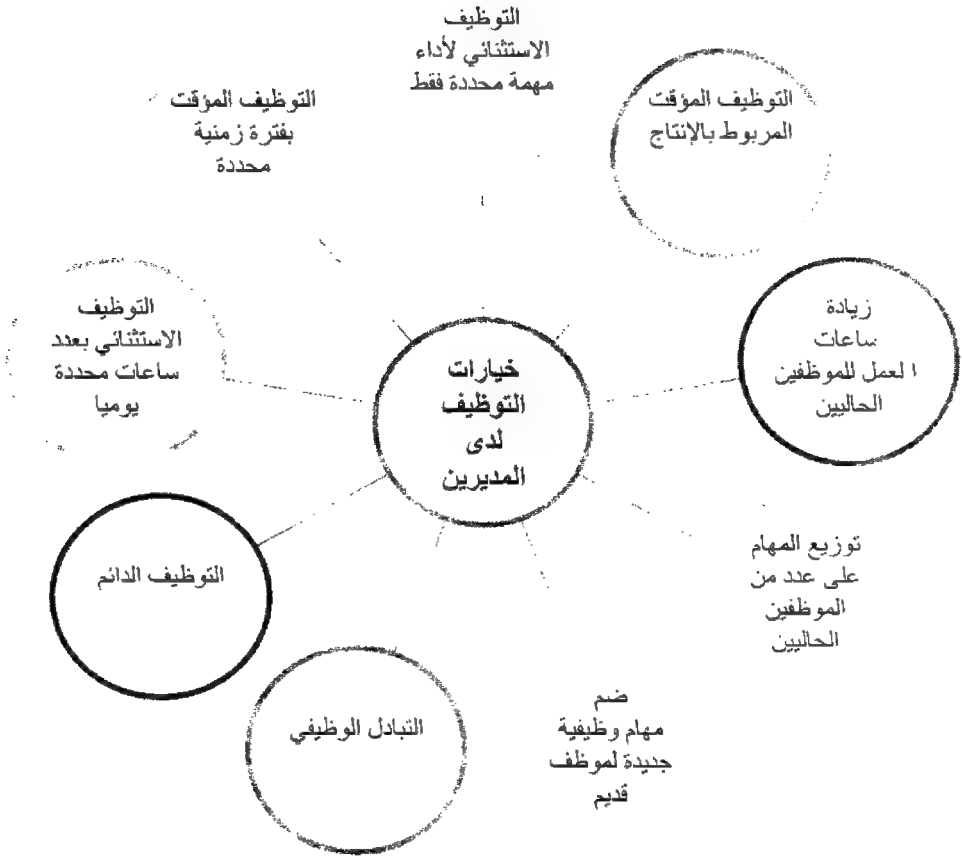 التوظيف
الاستثنائي لأداء
مهمة محددة فقط
التوظيف المؤقت
المربوط بالإنتاج
التوظيف المؤقت
بفترة زمنية
محددة
زيادة
ساعات
العمل للموظفين
الحاليين
التوظيف
الاستثنائي بعدد
ساعات محددة
يوميا
خيارات
التوظيف
لدى
المديرين
توزيع المهام
على عدد من
الموظفين
الحاليين
التوظيف الدائم
ضم
مهام وظيفية
جديدة لموظف
قديم
التبادل الوظيفي